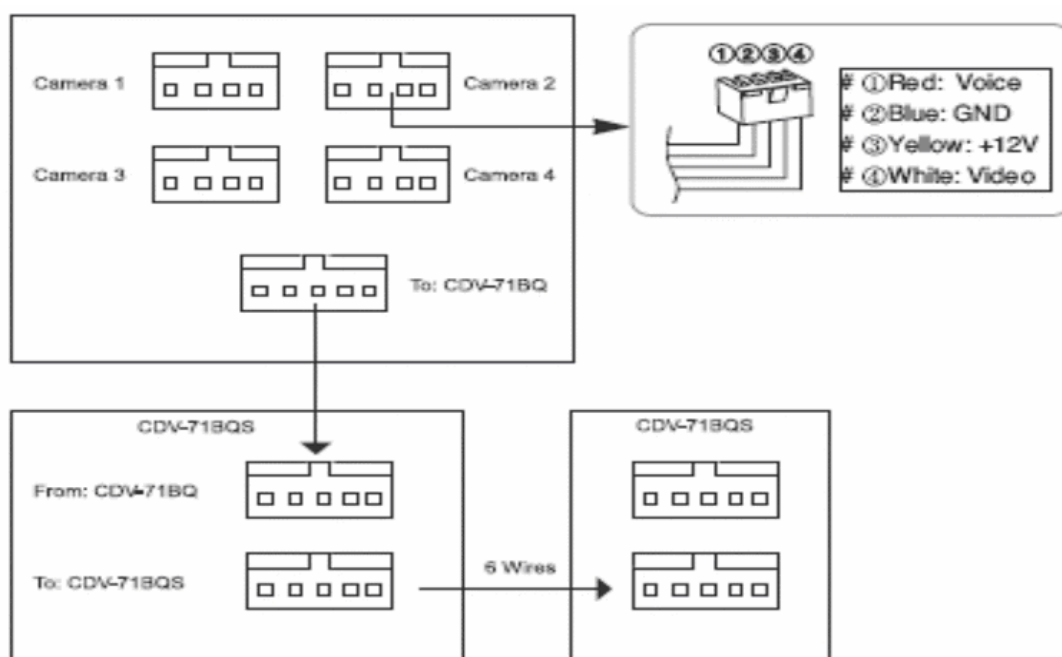 Camera 1
Camera 2
①②③④
# ①Red: Voice
# ②Blue: GND
# ③Yellow: +12V
# ④White: Video
Camera 3
Camera 4
To: CDV-71BQ
CDV-71BQS
CDV-71BQS
From: CDV-71BQ
To: CDV-71BQS
6 Wires